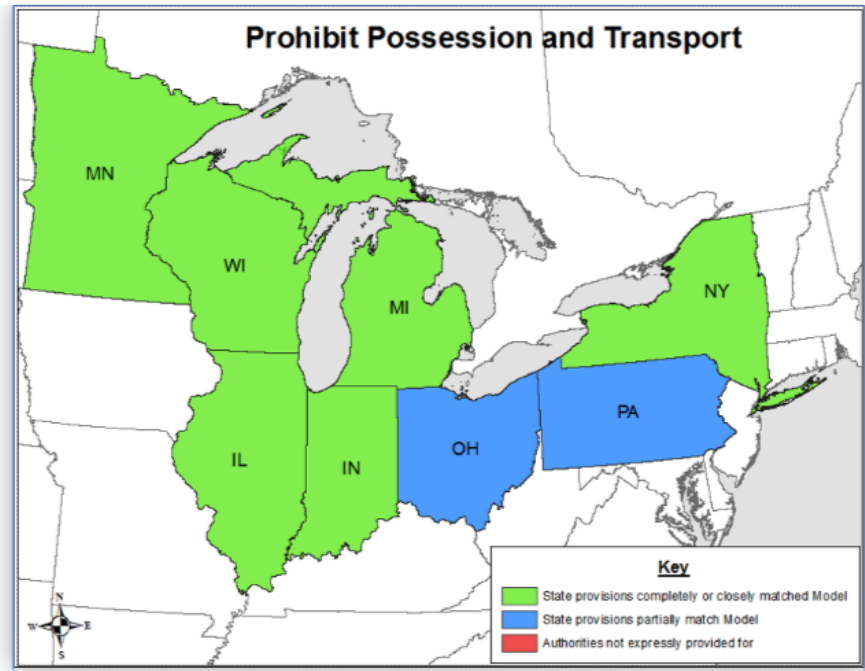 Prohibit Possession and Transport
MN
WI
MI
NY
PA
OH
IL
IN
Key
State provisions completely or closely matched Model
State provisions partially match Model
Authorities not expressly provided for
N
W E
S